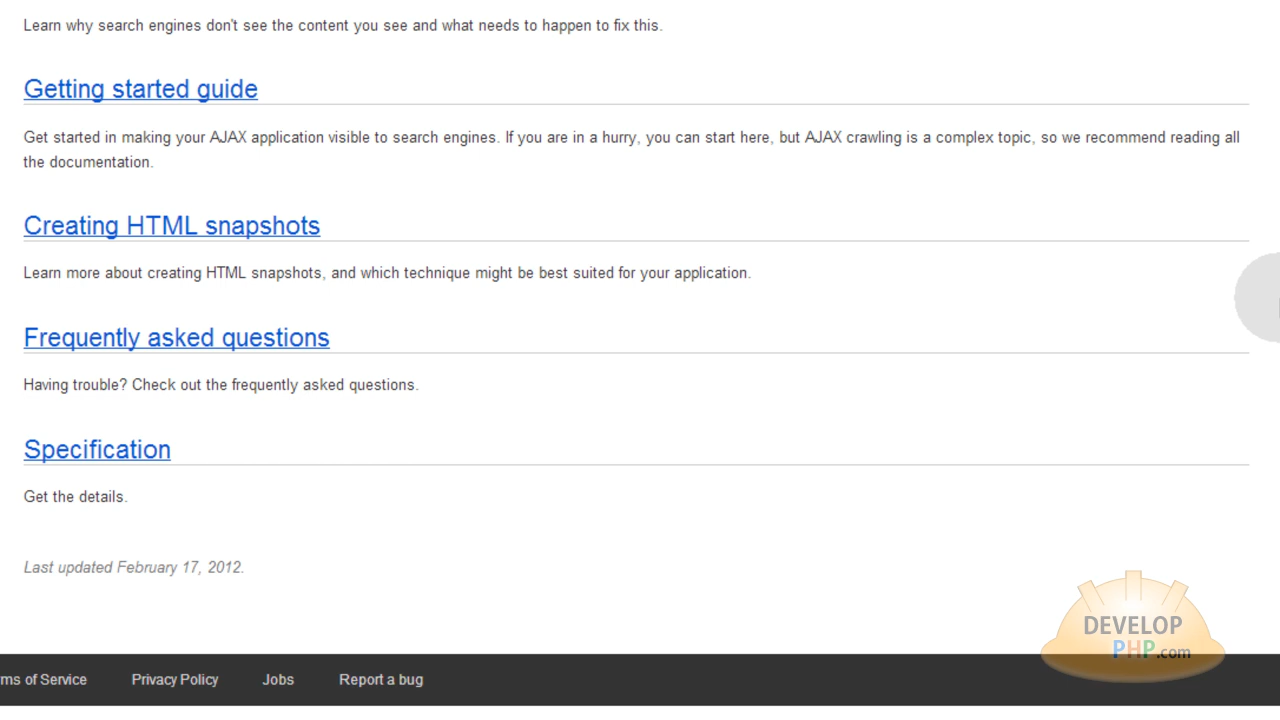 Learn why search engines don't see the content you see and what needs to happen to fix this.
Getting started guide
Get started in making your AJAX application visible to search engines. If you are in a hurry, you can start here, but AJAX crawling is a complex topic, so we recommend reading all
the documentation.
Creating HTML snapshots
Learn more about creating HTML snapshots, and which technique might be best suited for your application.
Frequently asked questions
Having trouble? Check out the frequently asked questions.
Specification
Get the details.
Last updated February 17, 2012.
DEVELOP
PHP.com
ms of Service Privacy Policy Jobs Report a bug